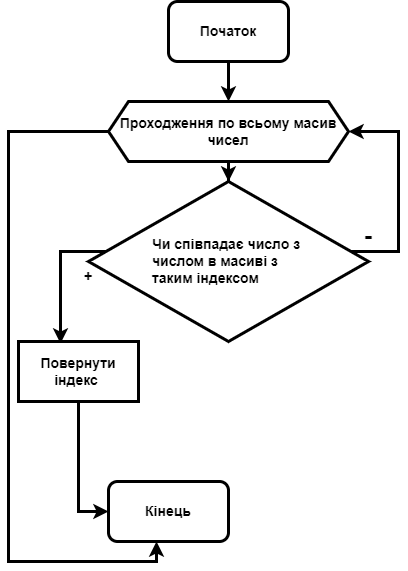 Початок
Проходження по всьому масив
чисел
Чи співпадає число з
числом в масиві з
таким індексом
-
+
Повернути
індекс
Кінець